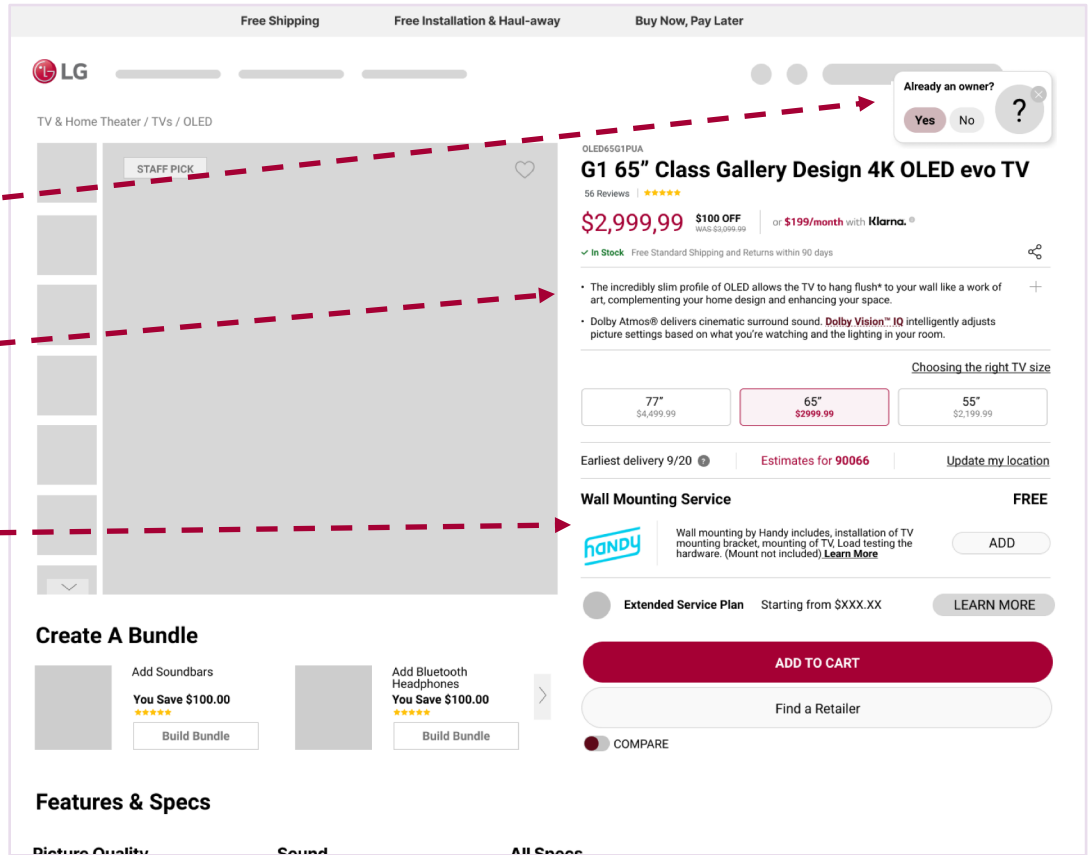 Free Shipping Free Installation & Haul-away Buy Now, Pay Later
LG
Already an owner?
Yes No ?
TV & Home Theater / TVs / OLED
STAFF PICK
OLED65G1PUA
G1 65” Class Gallery Design 4K OLED evo TV
56 Reviews
$2,999,99 $100 OFF or $199/month with Klarna.
WAS $3,099.99
In Stock Free Standard Shipping and Returns within 90 days
• The incredibly slim profile of OLED allows the TV to hang flush* to your wall like a work of
art, complementing your home design and enhancing your space.
• Dolby Atmos® delivers cinematic surround sound. Dolby Vision™ IQ intelligently adjusts
picture settings based on what you’re watching and the lighting in your room.
Choosing the right TV size
77” 65” 55”
$4,499.99 $2999.99 $2,199.99
Earliest delivery 9/20 ? Estimates for 90066 Update my location
Wall Mounting Service FREE
handy
Wall mounting by Handy includes, installation of TV
mounting bracket, mounting of TV, Load testing the
hardware. (Mount not included) Learn More
ADD
Extended Service Plan Starting from $XXX.XX LEARN MORE
ADD TO CART
Find a Retailer
COMPARE
Create A Bundle
Add Soundbars
You Save $100.00
Build Bundle
Add Bluetooth
Headphones
You Save $100.00
Build Bundle
Features & Specs
Picture Quality Sound All Specs